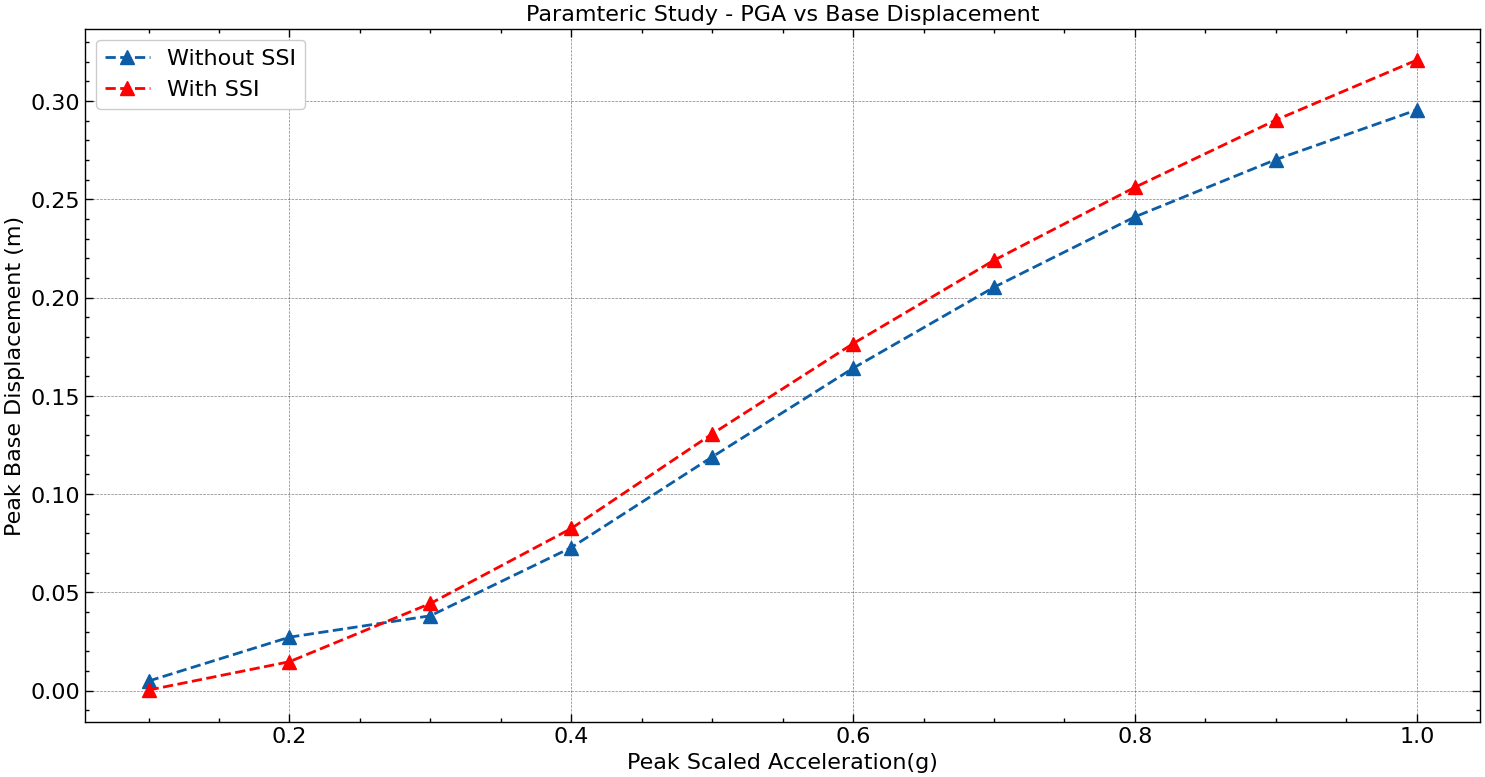 Paramteric Study - PGA vs Base Displacement
Without SSI
With SSI
Peak Base Displacement (m)
0.30
0.25
0.20
0.15
0.10
0.05
0.00
0.2 0.4 0.6 0.8 1.0
Peak Scaled Acceleration(g)